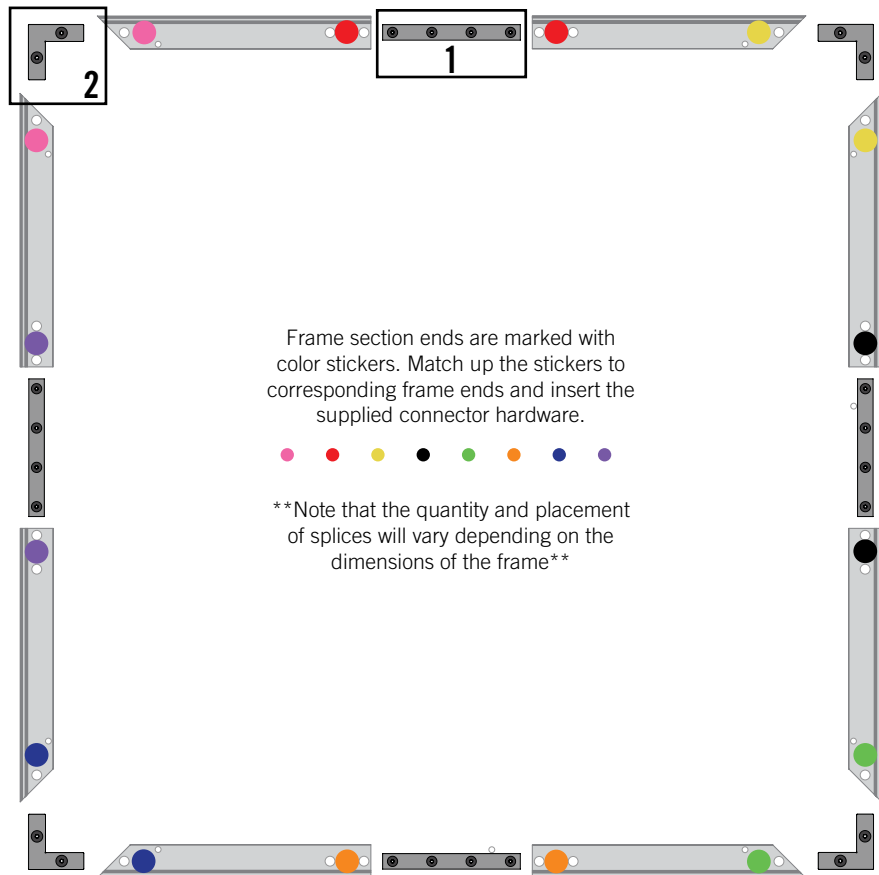 2
1
Frame section ends are marked with
color stickers. Match up the stickers to
corresponding frame ends and insert the
supplied connector hardware.
**Note that the quantity and placement
of splices will vary depending on the
dimensions of the frame**